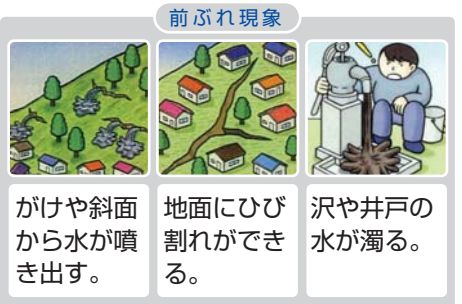 前ぶれ現象
がけや斜面
から水が噴
き出す。
地面にひび
割れができ
る。
沢や井戸の
水が濁る。